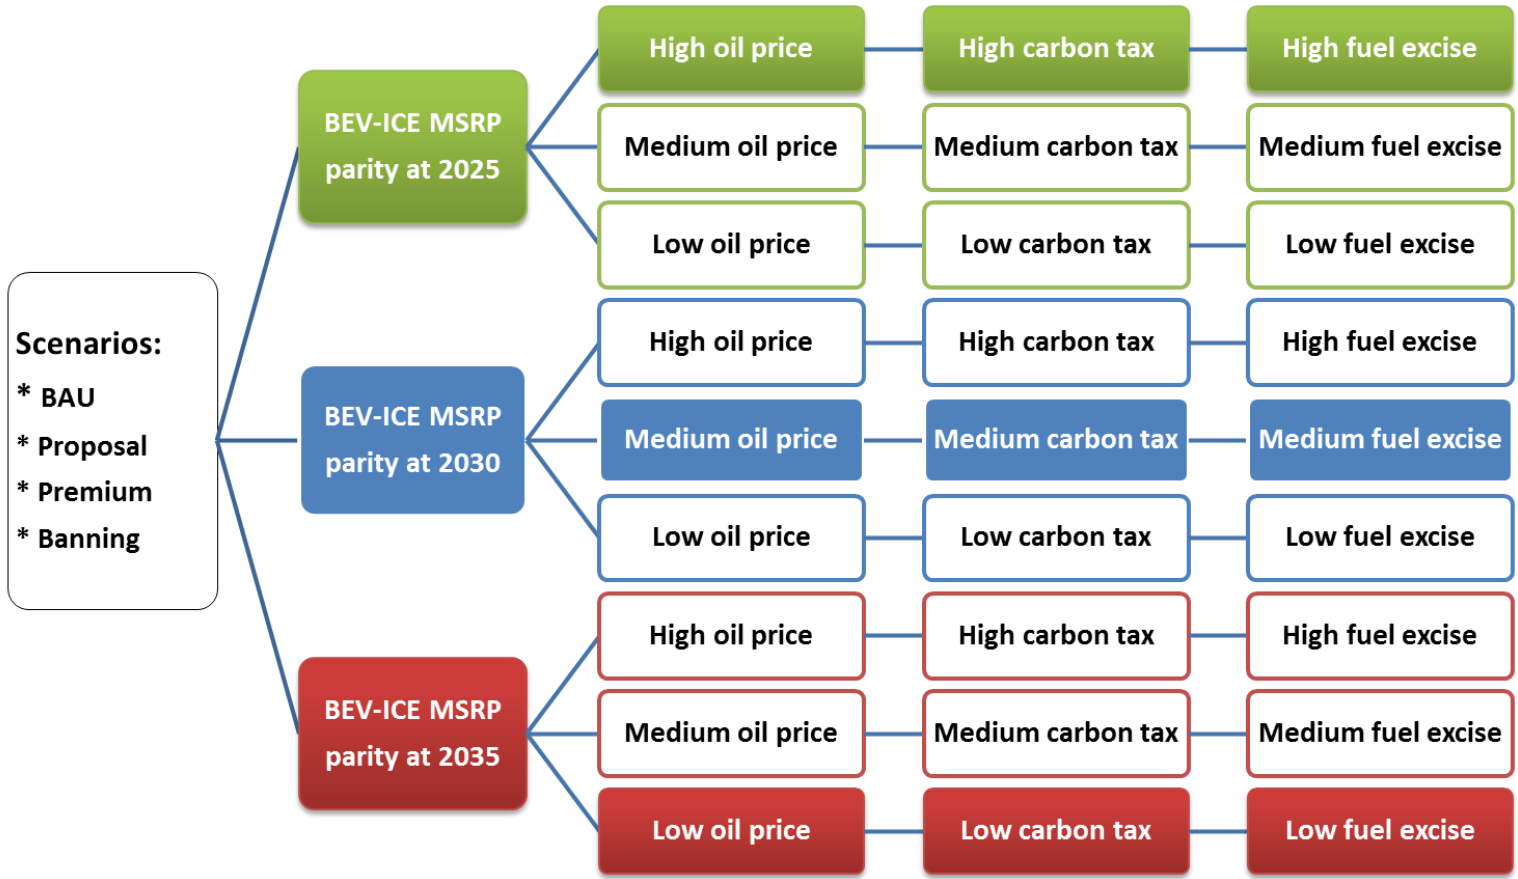 Scenarios:
* BAU
* Proposal
* Premium
* Banning
BEV-ICE MSRP
parity at 2025
High oil price
High carbon tax
High fuel excise
Medium oil price
Medium carbon tax
Medium fuel excise
Low oil price
Low carbon tax
Low fuel excise
BEV-ICE MSRP
parity at 2030
High oil price
High carbon tax
High fuel excise
Medium oil price
Medium carbon tax
Medium fuel excise
Low oil price
Low carbon tax
Low fuel excise
BEV-ICE MSRP
parity at 2035
High oil price
High carbon tax
High fuel excise
Medium oil price
Medium carbon tax
Medium fuel excise
Low oil price
Low carbon tax
Low fuel excise